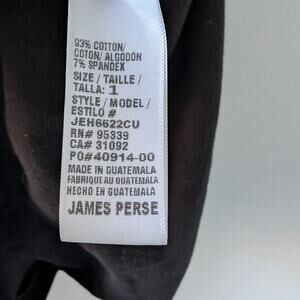 93% COTTON/
COTON/ ALGODÓN
7% SPANDEX
SIZE / TAILLE /
TALLA: 1
STYLE / MODEL /
ESTILO #
JEH6622CU
RN# 95339
CA# 31092
PO#40914-00
MADE IN GUATEMALA
FABRIQUE AU GUATEMALA
HECHO EN GUATEMALA
JAMES PERSE